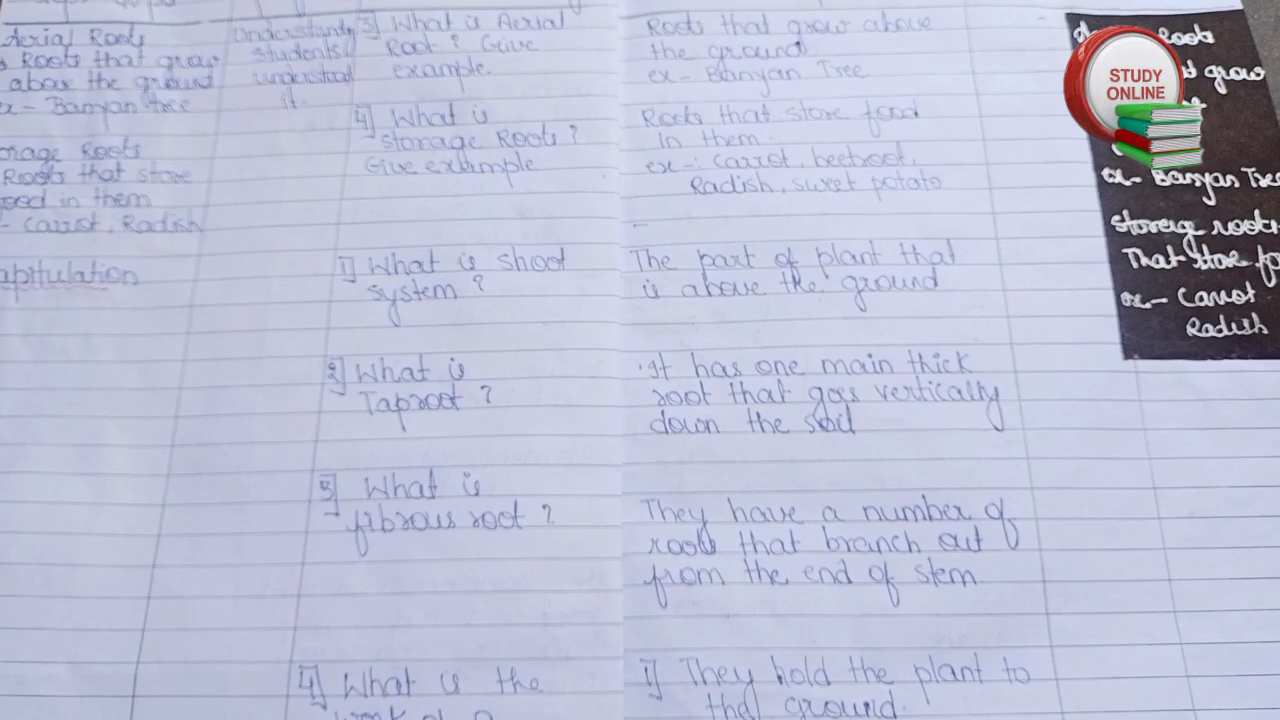 Aerial Roots
Roots that grow
above the ground
ex - Banyan tree
orage Roots
Roots that store
food in them
- Carrot, Radish
apitulation
Understanding
students
understood
it.
3] What is Aerial
Root? Give
example.
4] What is
storage Roots?
Give example
1] What is shoot
system?
2] What is
Taproot?
3] What is
fibrous root?
4] What is the
Roots that grow above
the ground
ex - Banyan Tree
Roots that store food
in them.
ex -: Carrot, beetroot,
Radish, sweet potato
The part of plant that
is above the ground
It has one main thick
root that goes vertically
down the soil
They have a number of
roots that branch out
from the end of stem
1] They hold the plant to
the ground.
Roots
grow
ex - Banyan Tree
Storage roots
That store fo
ex - Carrot
Radish
STUDY
ONLINE